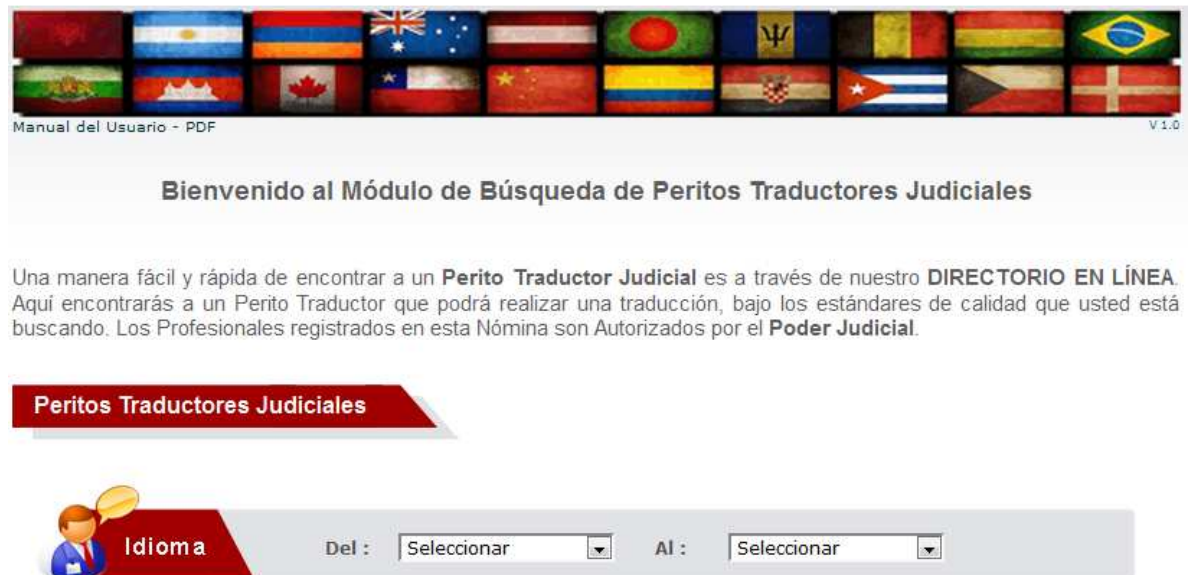 Manual del Usuario - PDF
V 1.0
Bienvenido al Módulo de Búsqueda de Peritos Traductores Judiciales
Una manera fácil y rápida de encontrar a un Perito Traductor Judicial es a través de nuestro DIRECTORIO EN LÍNEA.
Aquí encontrarás a un Perito Traductor que podrá realizar una traducción, bajo los estándares de calidad que usted está
buscando. Los Profesionales registrados en esta Nómina son Autorizados por el Poder Judicial.
Peritos Traductores Judiciales
Idioma Del : Seleccionar Al : Seleccionar